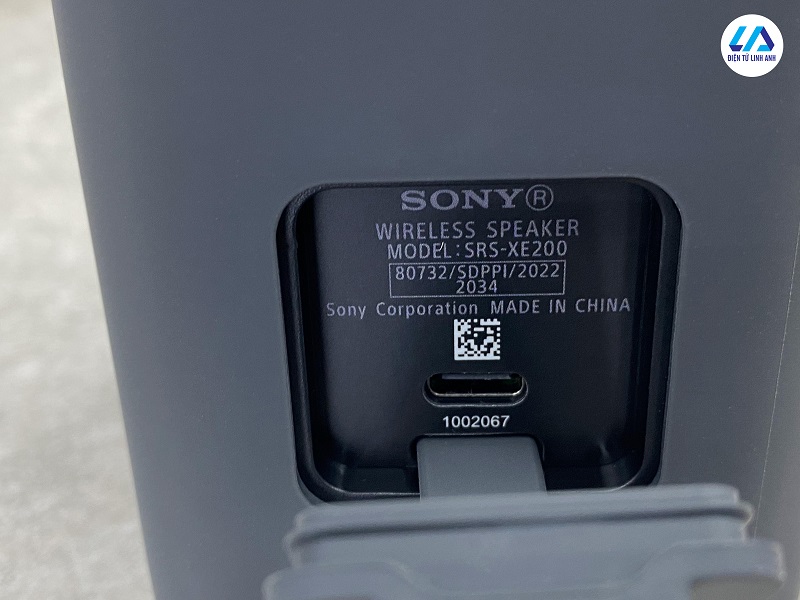 ĐIỆN TỬ LINH ANH
SONY®
WIRELESS SPEAKER
MODEL:SRS-XE200
80732/SDPPI/2022
2034
Sony Corporation MADE IN CHINA
1002067